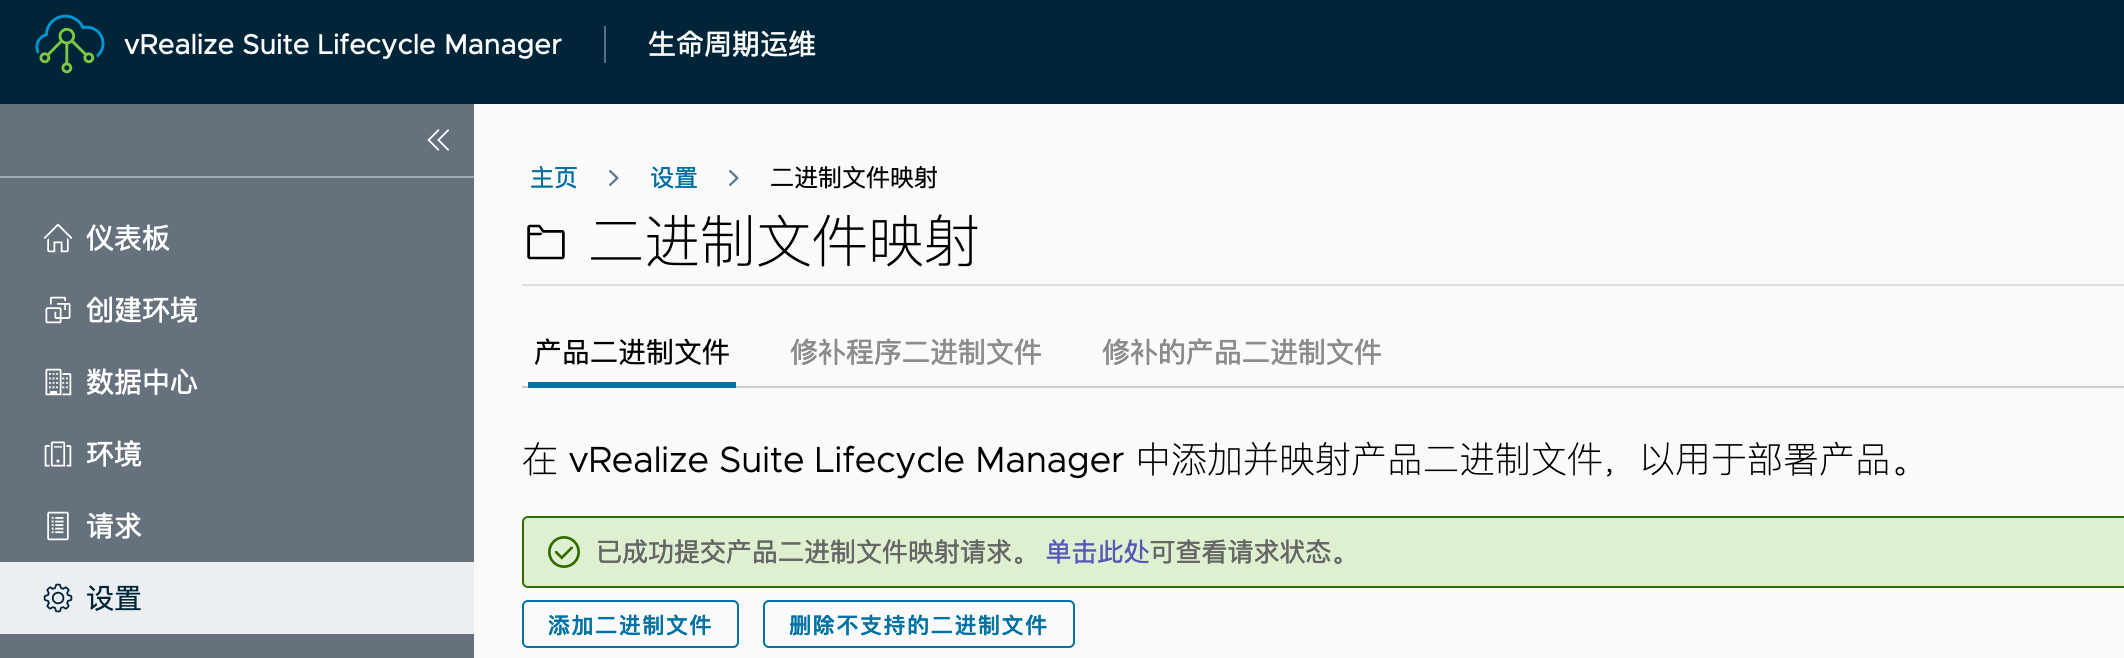 vRealize Suite Lifecycle Manager 生命周期运维
仪表板
创建环境
数据中心
环境
请求
设置
主页 > 设置 > 二进制文件映射
二进制文件映射
产品二进制文件 修补程序二进制文件 修补的产品二进制文件
在 vRealize Suite Lifecycle Manager 中添加并映射产品二进制文件，以用于部署产品。
已成功提交产品二进制文件映射请求。 单击此处可查看请求状态。
添加二进制文件 删除不支持的二进制文件